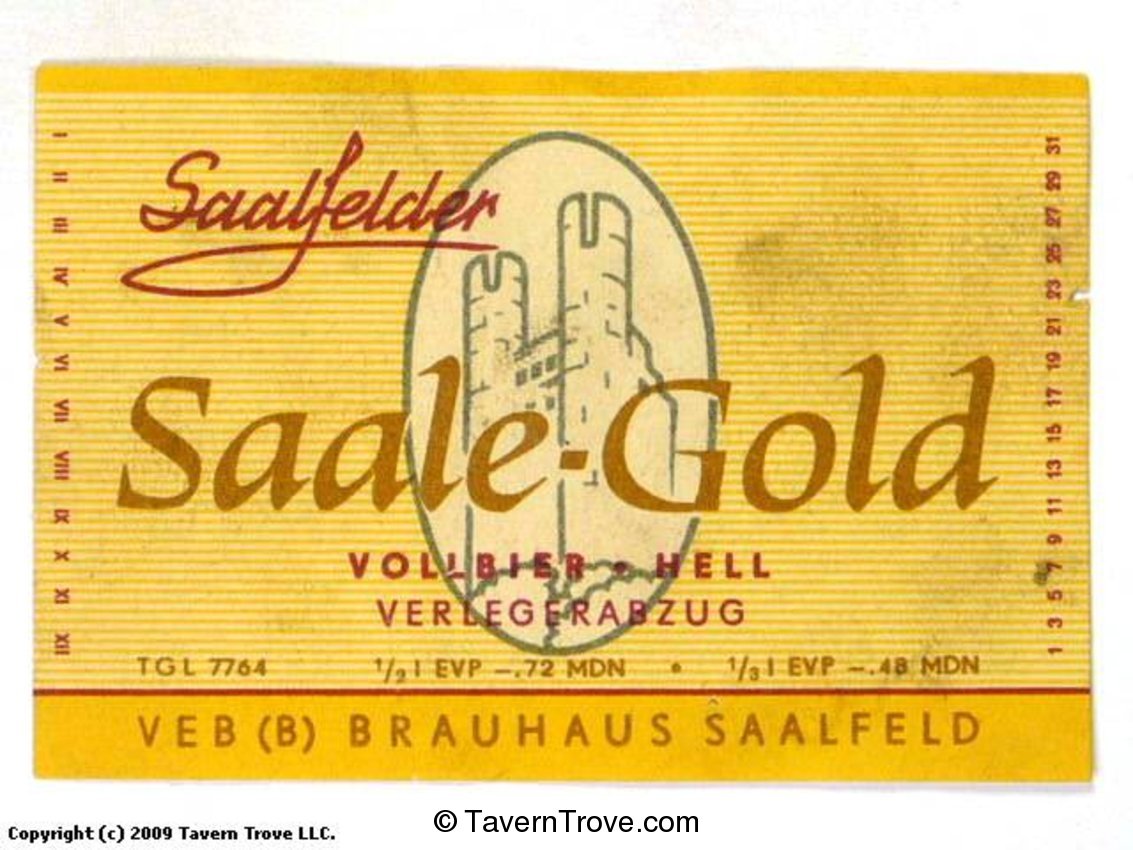 Saalfelder
Saale-Gold
VOLLBIER • HELL
VERLEGERABZUG
TGL 7764 1/2 l EVP –.72 MDN • 1/3 l EVP –.48 MDN
VEB (B) BRAUHAUS SAALFELD
I II III IV V VI VII VIII IX X XI XII
1 3 5 7 9 11 13 15 17 19 21 23 25 27 29 31
Copyright (c) 2009 Tavern Trove LLC.
© TavernTrove.com